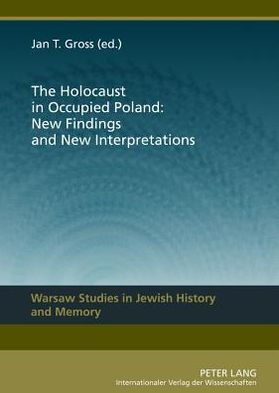 Jan T. Gross (ed.)
The Holocaust
in Occupied Poland:
New Findings
and New Interpretations
Warsaw Studies in Jewish History
and Memory
PETER LANG
Internationaler Verlag der Wissenschaften